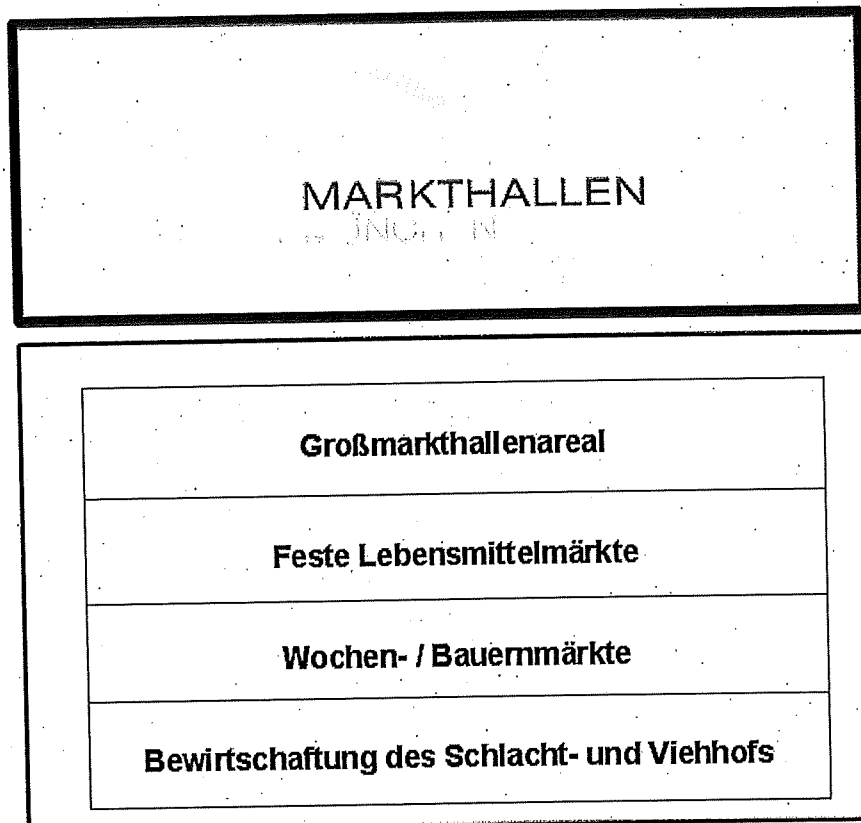 MARKTHALLEN
Großmarkthallenareal
Feste Lebensmittelmärkte
Wochen- / Bauernmärkte
Bewirtschaftung des Schlacht- und Viehhofs